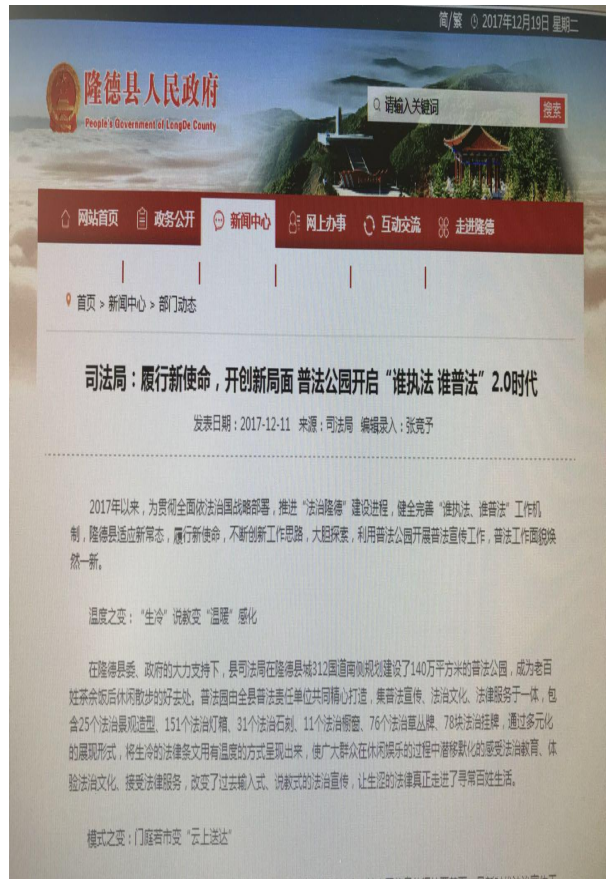 简/繁 2017年12月19日 星期二
隆德县人民政府
People's Government of LongDe County
请输入关键词
搜索
网站首页 政务公开 新闻中心 网上办事 互动交流 走进隆德
首页 > 新闻中心 > 部门动态
司法局：履行新使命，开创新局面 普法公园开启“谁执法 谁普法”2.0时代
发表日期：2017-12-11 来源：司法局 编辑录入：张竞予
2017年以来，为贯彻全面依法治国战略部署，推进“法治隆德”建设进程，健全完善“谁执法、谁普法”工作机
制，隆德县适应新常态，履行新使命，不断创新工作思路，大胆探索，利用普法公园开展普法宣传工作，普法工作面貌焕
然一新。
温度之变：“生冷”说教变“温暖”感化
在隆德县委、政府的大力支持下，县司法局在隆德县城312国道南侧规划建设了140万平方米的普法公园，成为老百
姓茶余饭后休闲散步的好去处。普法园由全县普法责任单位共同精心打造，集普法宣传、法治文化、法律服务于一体，包
含25个法治景观造型、151个法治灯箱、31个法治石刻、11个法治橱窗、76个法治草丛牌、78块法治挂牌，通过多元化
的展现形式，将生冷的法律条文用有温度的方式呈现出来，使广大群众在休闲娱乐的过程中潜移默化的感受法治教育、体
验法治文化、接受法律服务，改变了过去输入式、说教式的法治宣传，让生涩的法律真正走进了寻常百姓生活。
模式之变：门庭若市变“云上送达”